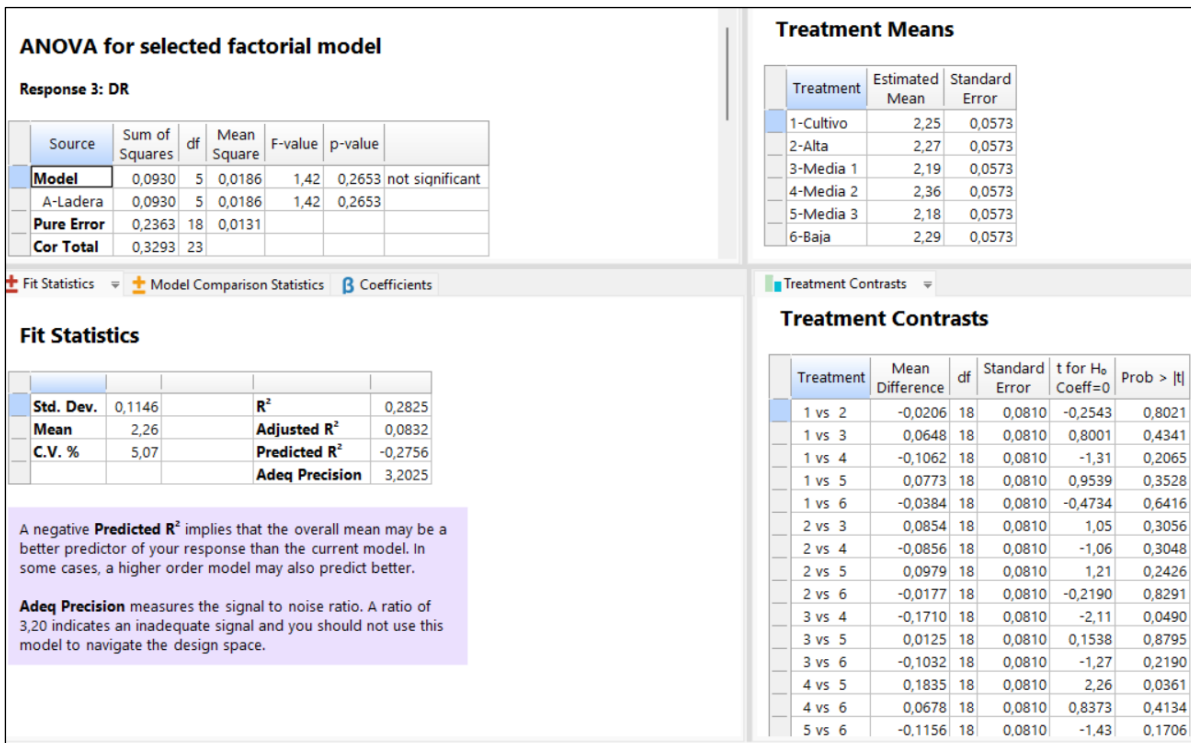 ANOVA for selected factorial model
Response 3: DR
Source Sum of Squares df Mean Square F-value p-value
Model 0,0930 5 0,0186 1,42 0,2653 not significant
A-Ladera 0,0930 5 0,0186 1,42 0,2653
Pure Error 0,2363 18 0,0131
Cor Total 0,3293 23
Treatment Means
Treatment Estimated Mean Standard Error
1-Cultivo 2,25 0,0573
2-Alta 2,27 0,0573
3-Media 1 2,19 0,0573
4-Media 2 2,36 0,0573
5-Media 3 2,18 0,0573
6-Baja 2,29 0,0573
Fit Statistics Model Comparison Statistics β Coefficients
Fit Statistics
Std. Dev. 0,1146 R² 0,2825
Mean 2,26 Adjusted R² 0,0832
C.V. % 5,07 Predicted R² -0,2756
Adeq Precision 3,2025
A negative Predicted R² implies that the overall mean may be a
better predictor of your response than the current model. In
some cases, a higher order model may also predict better.
Adeq Precision measures the signal to noise ratio. A ratio of
3,20 indicates an inadequate signal and you should not use this
model to navigate the design space.
Treatment Contrasts
Treatment Contrasts
Treatment Mean Difference df Standard Error t for H₀ Coeff=0 Prob > |t|
1 vs 2 -0,0206 18 0,0810 -0,2543 0,8021
1 vs 3 0,0648 18 0,0810 0,8001 0,4341
1 vs 4 -0,1062 18 0,0810 -1,31 0,2065
1 vs 5 0,0773 18 0,0810 0,9539 0,3528
1 vs 6 -0,0384 18 0,0810 -0,4734 0,6416
2 vs 3 0,0854 18 0,0810 1,05 0,3056
2 vs 4 -0,0856 18 0,0810 -1,06 0,3048
2 vs 5 0,0979 18 0,0810 1,21 0,2426
2 vs 6 -0,0177 18 0,0810 -0,2190 0,8291
3 vs 4 -0,1710 18 0,0810 -2,11 0,0490
3 vs 5 0,0125 18 0,0810 0,1538 0,8795
3 vs 6 -0,1032 18 0,0810 -1,27 0,2190
4 vs 5 0,1835 18 0,0810 2,26 0,0361
4 vs 6 0,0678 18 0,0810 0,8373 0,4134
5 vs 6 -0,1156 18 0,0810 -1,43 0,1706